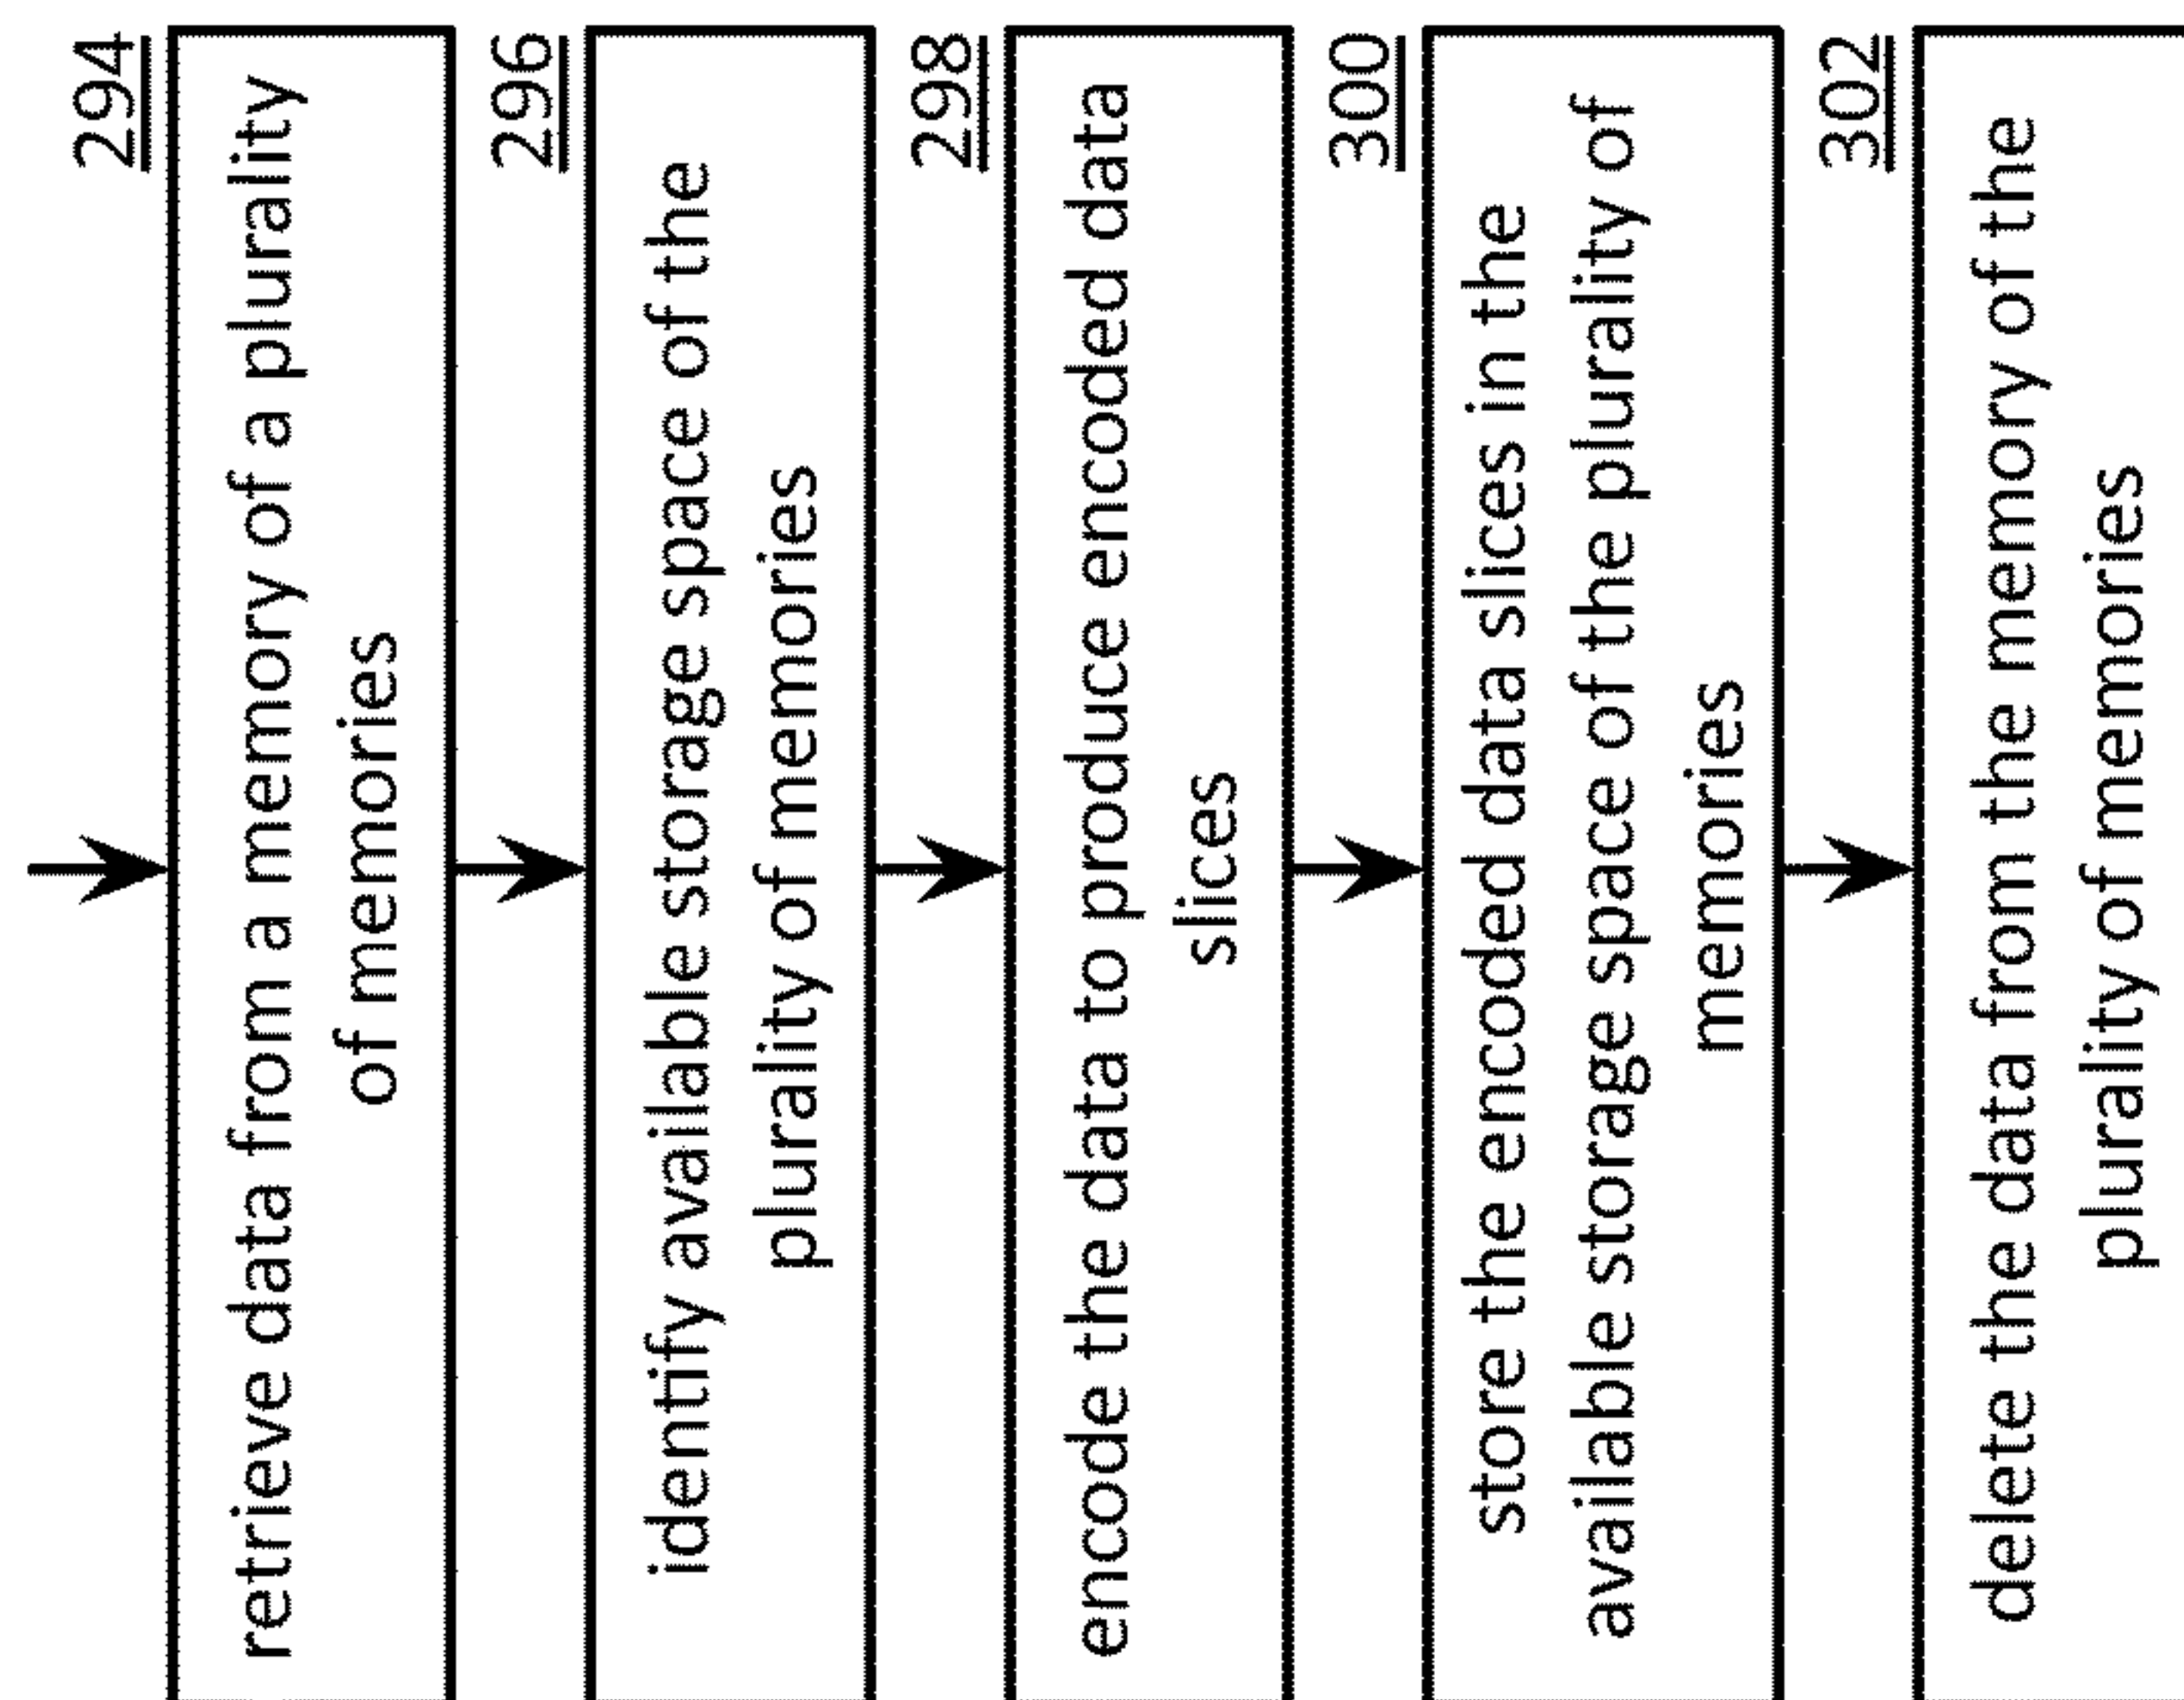 294
retrieve data from a memory of a plurality
of memories
296
identify available storage space of the
plurality of memories
298
encode the data to produce encoded data
slices
300
store the encoded data slices in the
available storage space of the plurality of
memories
302
delete the data from the memory of the
plurality of memories